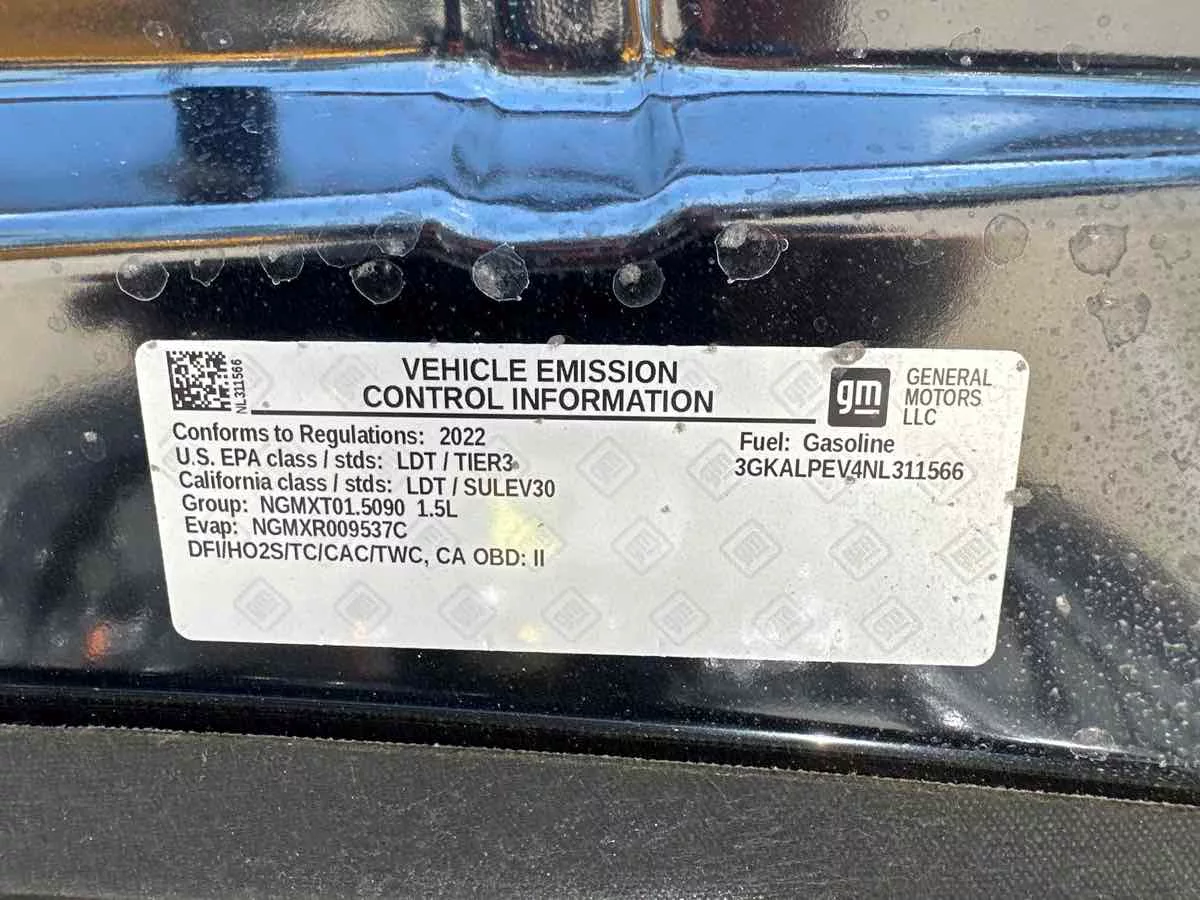 NL311566
VEHICLE EMISSION
CONTROL INFORMATION
gm
GENERAL
MOTORS
LLC
Conforms to Regulations: 2022
U.S. EPA class / stds: LDT / TIER3
California class / stds: LDT / SULEV30
Group: NGMXT01.5090 1.5L
Evap: NGMXR009537C
DFI/HO2S/TC/CAC/TWC, CA OBD: II
Fuel: Gasoline
3GKALPEV4NL311566